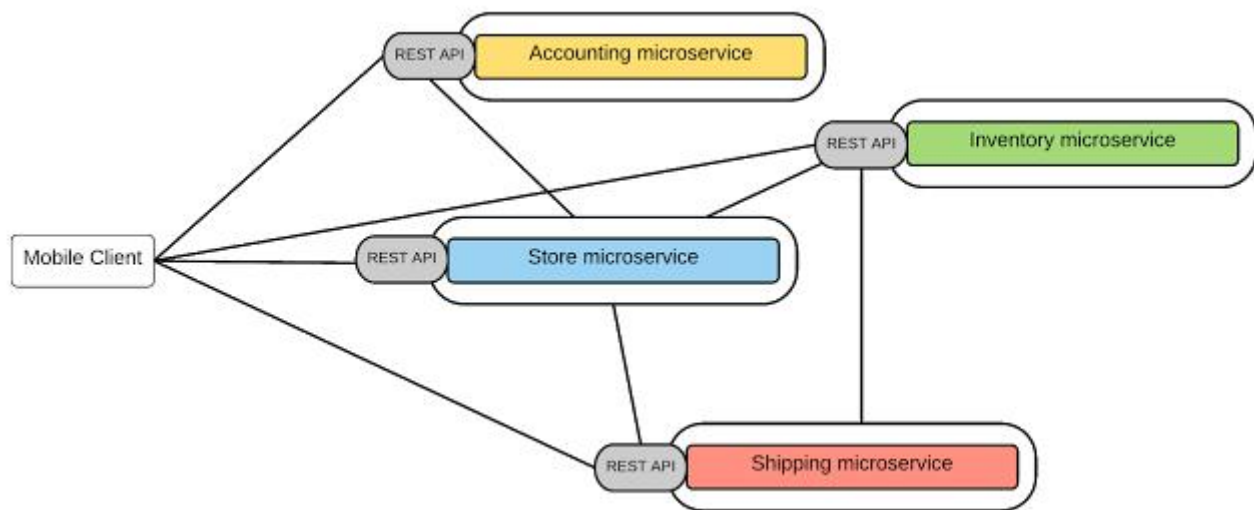 REST API
Accounting microservice
REST API
Inventory microservice
Mobile Client
REST API
Store microservice
REST API
Shipping microservice